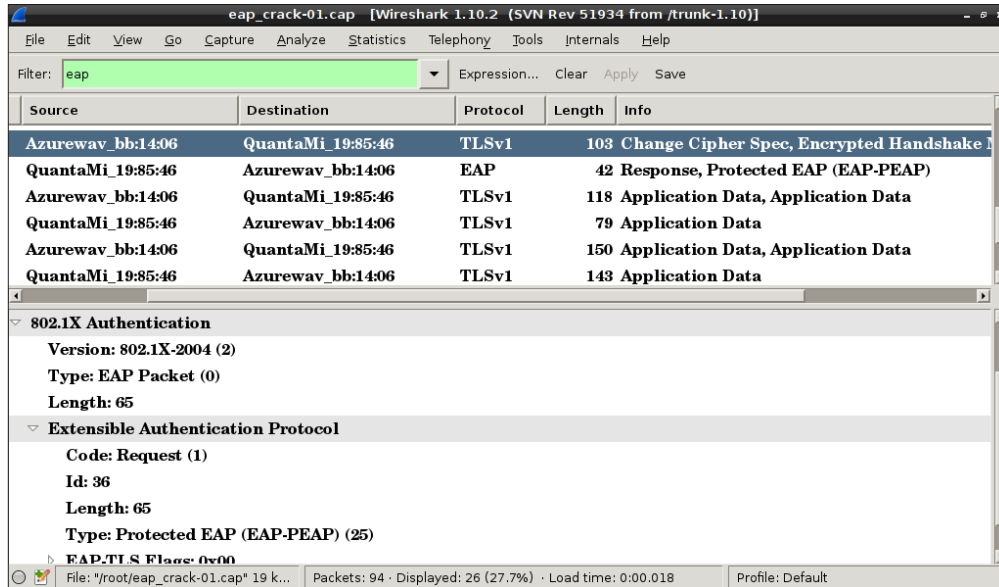 eap_crack-01.cap [Wireshark 1.10.2 (SVN Rev 51934 from /trunk-1.10)]
File Edit View Go Capture Analyze Statistics Telephony Tools Internals Help
Filter: eap Expression... Clear Apply Save
Source Destination Protocol Length Info
Azurewav_bb:14:06 QuantaMi_19:85:46 TLSv1 103 Change Cipher Spec, Encrypted Handshake
QuantaMi_19:85:46 Azurewav_bb:14:06 EAP 42 Response, Protected EAP (EAP-PEAP)
Azurewav_bb:14:06 QuantaMi_19:85:46 TLSv1 118 Application Data, Application Data
QuantaMi_19:85:46 Azurewav_bb:14:06 TLSv1 79 Application Data
Azurewav_bb:14:06 QuantaMi_19:85:46 TLSv1 150 Application Data, Application Data
QuantaMi_19:85:46 Azurewav_bb:14:06 TLSv1 143 Application Data
802.1X Authentication
Version: 802.1X-2004 (2)
Type: EAP Packet (0)
Length: 65
Extensible Authentication Protocol
Code: Request (1)
Id: 36
Length: 65
Type: Protected EAP (EAP-PEAP) (25)
EAP-TLS Flags: 0x00
File: "/root/eap_crack-01.cap" 19 k... Packets: 94 · Displayed: 26 (27.7%) · Load time: 0:00.018 Profile: Default